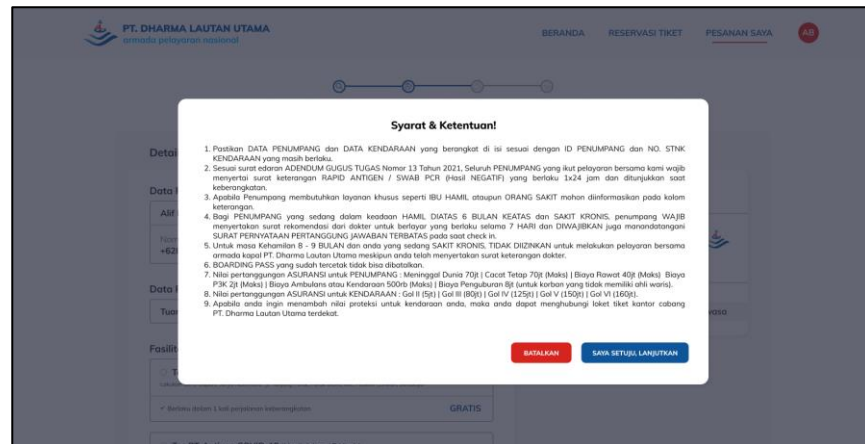 PT. DHARMA LAUTAN UTAMA
armada pelayaran nasional
BERANDA RESERVASI TIKET PESANAN SAYA AB
Syarat & Ketentuan!
1. Pastikan DATA PENUMPANG dan DATA KENDARAAN yang berangkat di isi sesuai dengan ID PENUMPANG dan NO. STNK
KENDARAAN yang masih berlaku.
2. Sesuai surat edaran ADENDUM GUGUS TUGAS Nomor 13 Tahun 2021, Seluruh PENUMPANG yang ikut pelayaran bersama kami wajib
menyertai surat keterangan RAPID ANTIGEN / SWAB PCR (Hasil NEGATIF) yang berlaku 1x24 jam dan ditunjukkan saat
keberangkatan.
3. Apabila Penumpang membutuhkan layanan khusus seperti IBU HAMIL ataupun ORANG SAKIT mohon diinformasikan pada kolom
keterangan.
4. Bagi PENUMPANG yang sedang dalam keadaan HAMIL DIATAS 6 BULAN KEATAS dan SAKIT KRONIS, penumpang WAJIB
menyertakan surat rekomendasi dari dokter untuk berlayar yang berlaku selama 7 HARI dan DIWAJIBKAN juga manandatangani
SURAT PERNYATAAN PERTANGGUNG JAWABAN TERBATAS pada saat check in.
5. Untuk masa Kehamilan 8 - 9 BULAN dan anda yang sedang SAKIT KRONIS, TIDAK DIIZINKAN untuk melakukan pelayaran bersama
armada kapal PT. Dharma Lautan Utama meskipun anda telah menyertakan surat keterangan dokter.
6. BOARDING PASS yang sudah tercetak tidak bisa dibatalkan.
7. Nilai pertanggungan ASURANSI untuk PENUMPANG : Meninggal Dunia 70jt | Cacat Tetap 70jt (Maks) | Biaya Rawat 40jt (Maks) Biaya
P3K 2jt (Maks) | Biaya Ambulans atau Kendaraan 500rb (Maks) | Biaya Penguburan 8jt (untuk korban yang tidak memiliki ahli waris).
8. Nilai pertanggungan ASURANSI untuk KENDARAAN : Gol II (5jt) | Gol III (80jt) | Gol IV (125jt) | Gol V (150jt) | Gol VI (160jt).
9. Apabila anda ingin menambah nilai proteksi untuk kendaraan anda, maka anda dapat menghubungi loket tiket kantor cabang
PT. Dharma Lautan Utama terdekat.
BATALKAN SAYA SETUJU, LANJUTKAN
Detai
Data
Alif
+628
Data
Tua
Fasilit
Berlaku dalam 1 kali perjalanan keberangkatan GRATIS